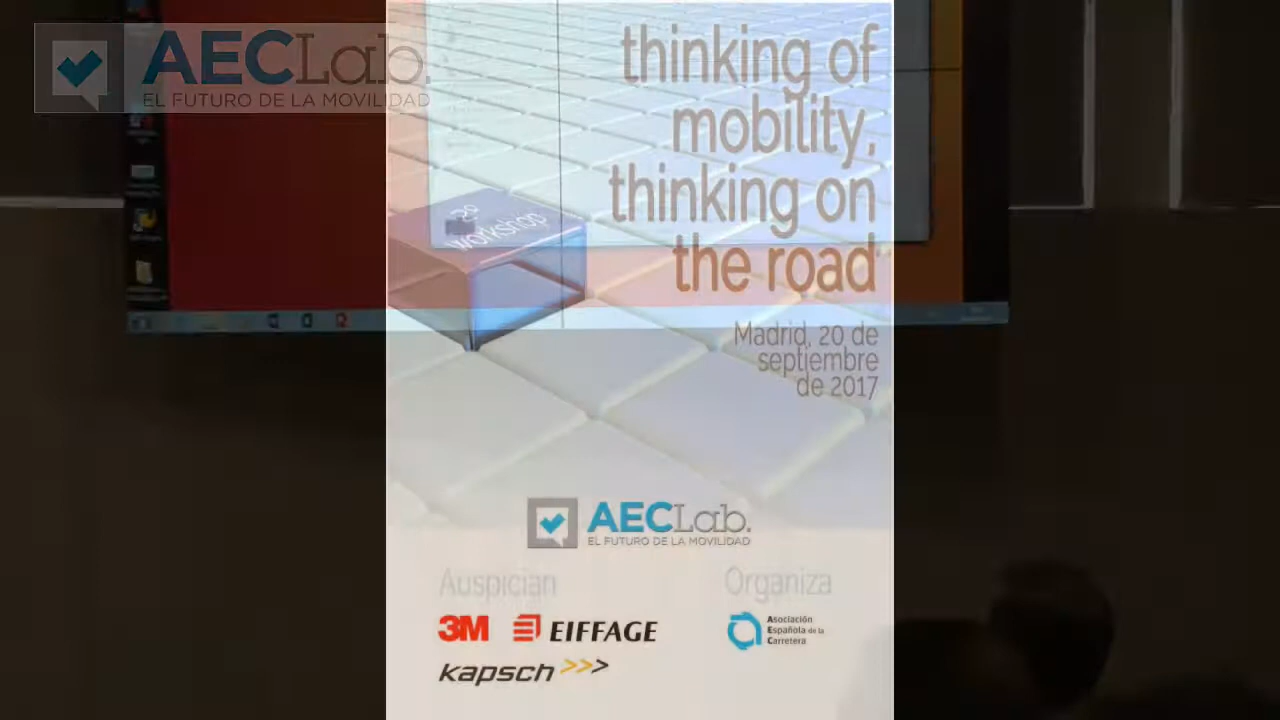 AECLab.
EL FUTURO DE LA MOVILIDAD
thinking of
mobility,
thinking on
the road
2º
workshop
Madrid, 20 de
septiembre
de 2017
AECLab.
EL FUTURO DE LA MOVILIDAD
Auspician
Organiza
3M
EIFFAGE
Asociación
Española de la
Carretera
kapsch >>>